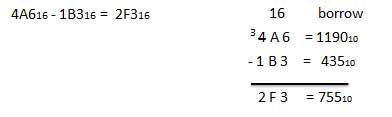 4A6₁₆ - 1B3₁₆ = 2F3₁₆
16 borrow
³4 A 6 = 1190₁₀
- 1 B 3 = 435₁₀
2 F 3 = 755₁₀